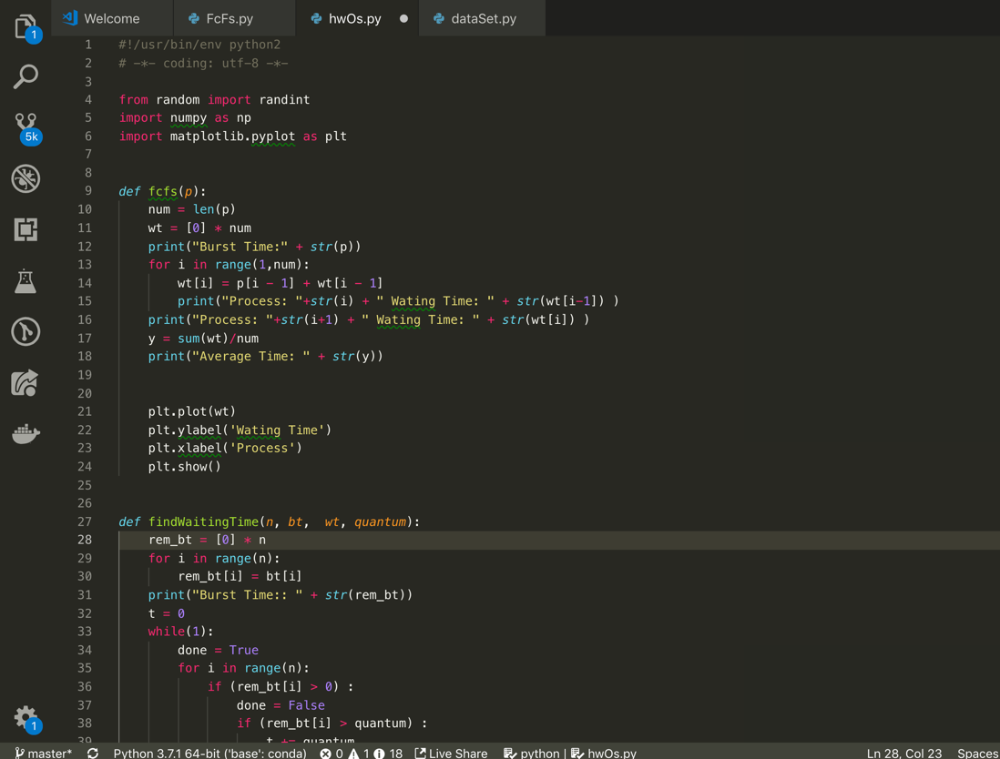 Welcome FcFs.py hwOs.py dataSet.py
1
5k
1
1 #!/usr/bin/env python2
2 # -*- coding: utf-8 -*-
3
4 from random import randint
5 import numpy as np
6 import matplotlib.pyplot as plt
7
8
9 def fcfs(p):
10 num = len(p)
11 wt = [0] * num
12 print("Burst Time:" + str(p))
13 for i in range(1,num):
14 wt[i] = p[i - 1] + wt[i - 1]
15 print("Process: "+str(i) + " Wating Time: " + str(wt[i-1]) )
16 print("Process: "+str(i+1) + " Wating Time: " + str(wt[i]) )
17 y = sum(wt)/num
18 print("Average Time: " + str(y))
19
20
21 plt.plot(wt)
22 plt.ylabel('Wating Time')
23 plt.xlabel('Process')
24 plt.show()
25
26
27 def findWaitingTime(n, bt,  wt, quantum):
28 rem_bt = [0] * n
29 for i in range(n):
30 rem_bt[i] = bt[i]
31 print("Burst Time:: " + str(rem_bt))
32 t = 0
33 while(1):
34 done = True
35 for i in range(n):
36 if (rem_bt[i] > 0) :
37 done = False
38 if (rem_bt[i] > quantum) :
39 t += quantum
master* Python 3.7.1 64-bit ('base': conda) 0 1 18 Live Share python | hwOs.py Ln 28, Col 23 Spaces